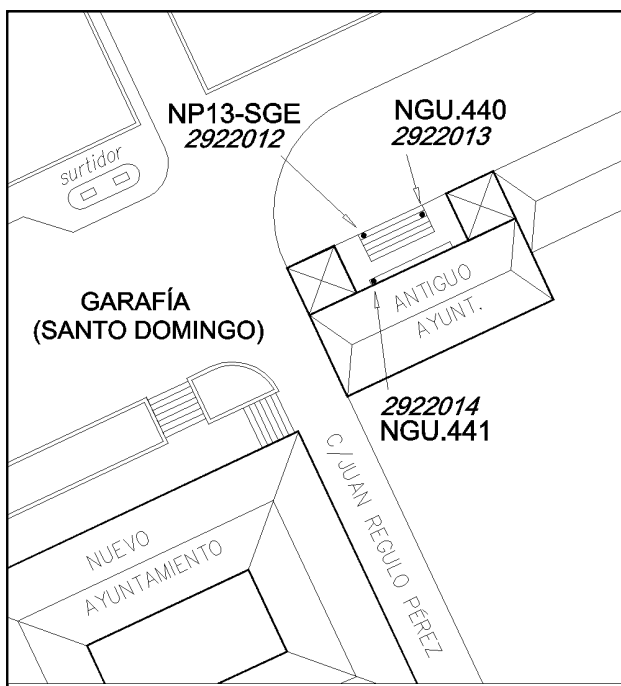 NP13-SGE
2922012
NGU.440
2922013
surtidor
GARAFÍA
(SANTO DOMINGO)
ANTIGUO
AYUNT.
2922014
NGU.441
C/JUAN REGULO PÉREZ
NUEVO
AYUNTAMIENTO